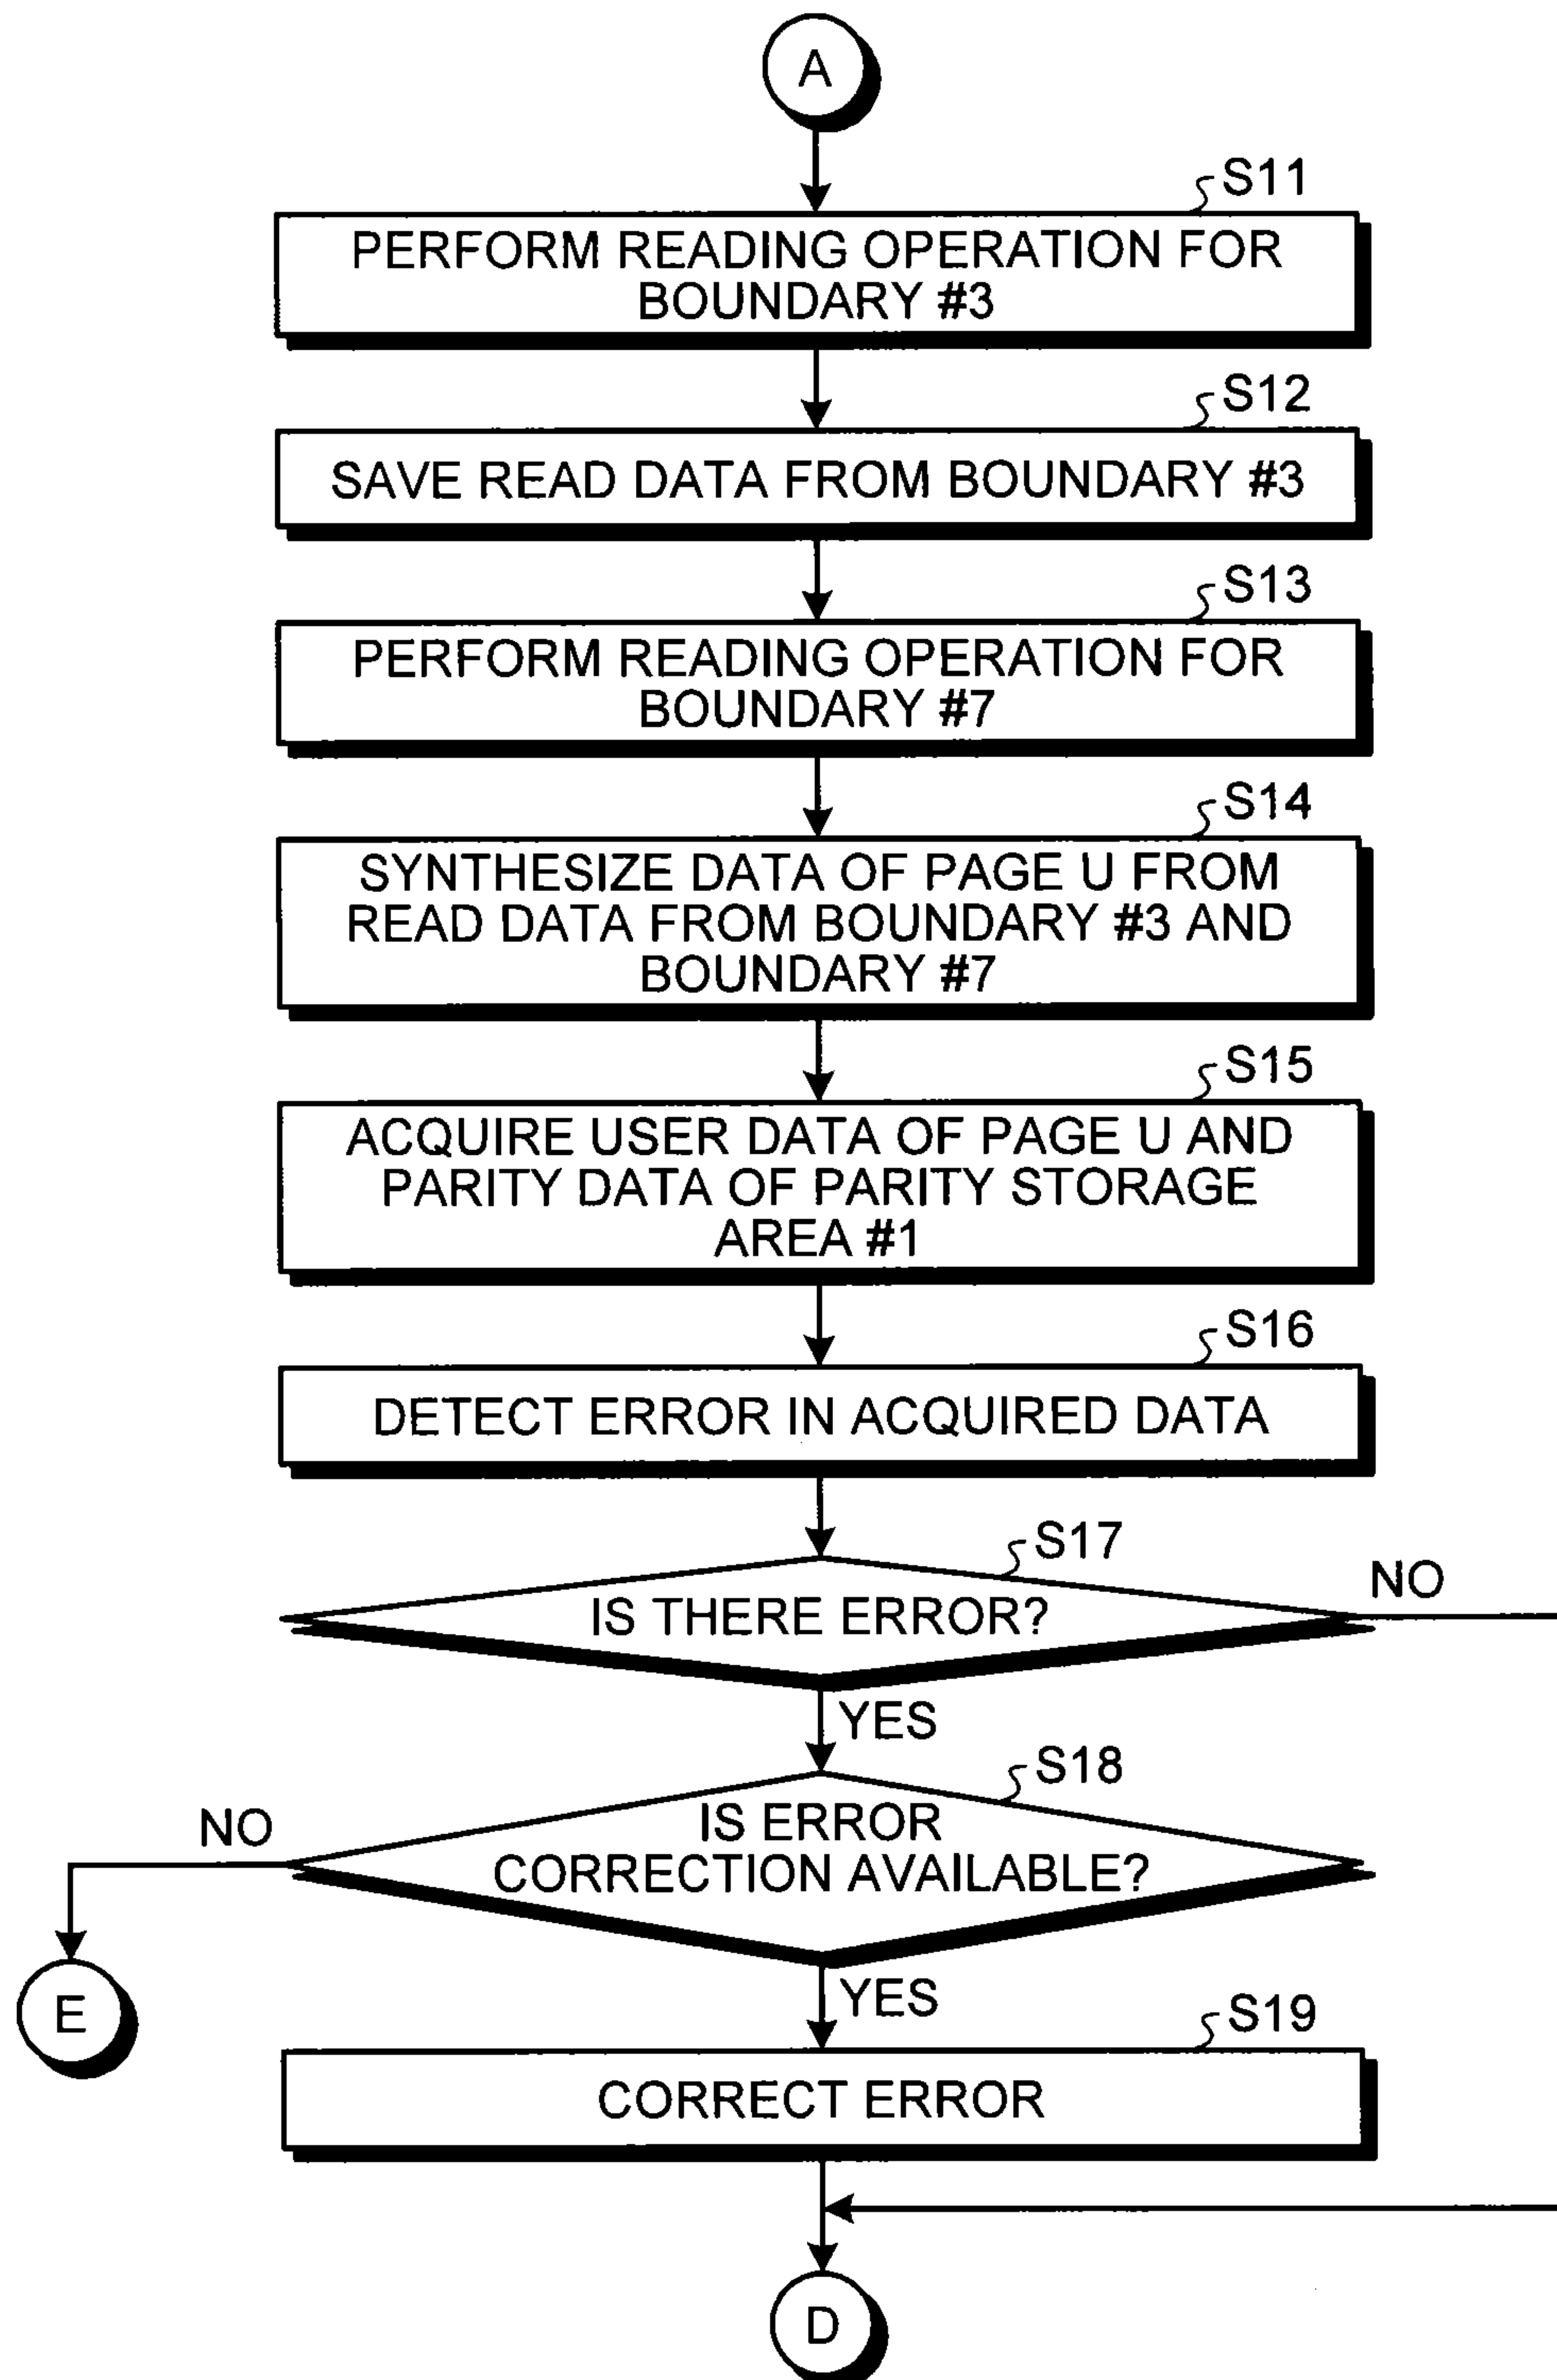 A
S11
PERFORM READING OPERATION FOR
BOUNDARY #3
S12
SAVE READ DATA FROM BOUNDARY #3
S13
PERFORM READING OPERATION FOR
BOUNDARY #7
S14
SYNTHESIZE DATA OF PAGE U FROM
READ DATA FROM BOUNDARY #3 AND
BOUNDARY #7
S15
ACQUIRE USER DATA OF PAGE U AND
PARITY DATA OF PARITY STORAGE
AREA #1
S16
DETECT ERROR IN ACQUIRED DATA
S17
NO
IS THERE ERROR?
YES
S18
NO
IS ERROR
CORRECTION AVAILABLE?
YES
E
S19
CORRECT ERROR
D